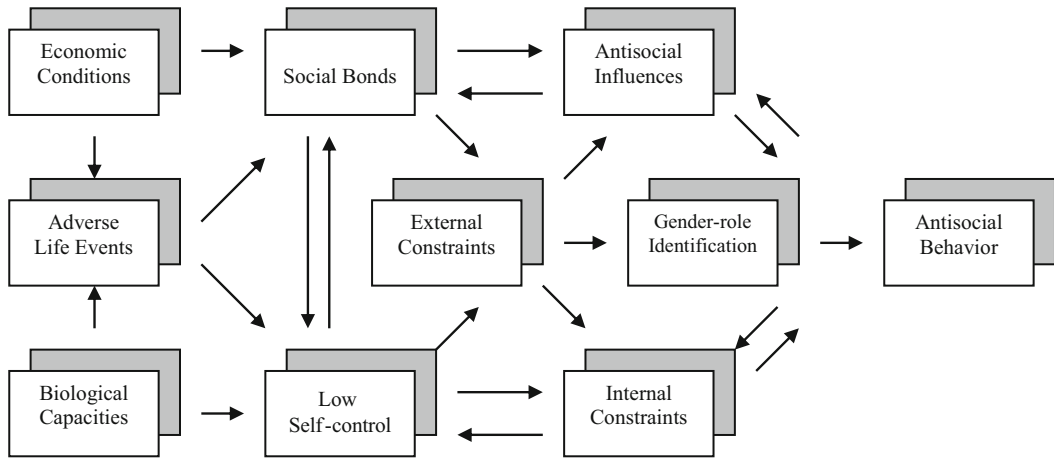 Economic
Conditions
Social Bonds
Antisocial
Influences
Adverse
Life Events
External
Constraints
Gender-role
Identification
Antisocial
Behavior
Biological
Capacities
Low
Self-control
Internal
Constraints